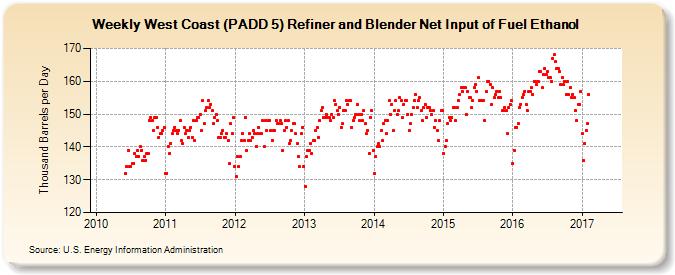 Weekly West Coast (PADD 5) Refiner and Blender Net Input of Fuel Ethanol
Thousand Barrels per Day
170
160
150
140
130
120
2010 2011 2012 2013 2014 2015 2016 2017
Source: U.S. Energy Information Administration